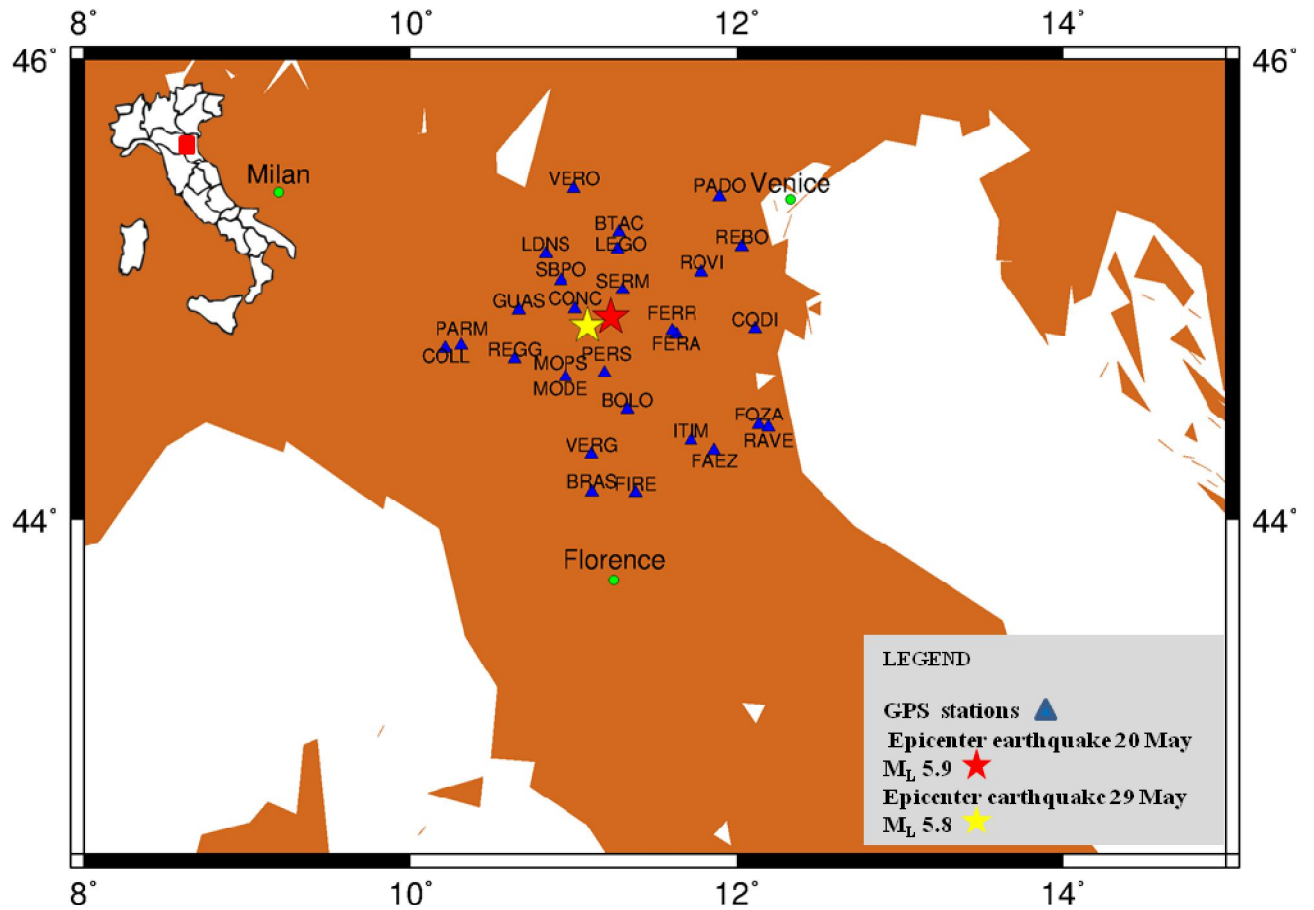 8° 10° 12° 14°
46° 46°
Milan
VERO
PADO Venice
BTAC
LDNS LEGO REBO
ROVI
SBPO SERM
GUAS CONC
FERR CODI
PARM
COLL REGG MOPS PERS FERA
MODE
BOLO
ITIM FOZA
VERG RAVE
FAEZ
BRAS FIRE
44° 44°
Florence
LEGEND
GPS stations
Epicenter earthquake 20 May
ML 5.9
Epicenter earthquake 29 May
ML 5.8
8° 10° 12° 14°